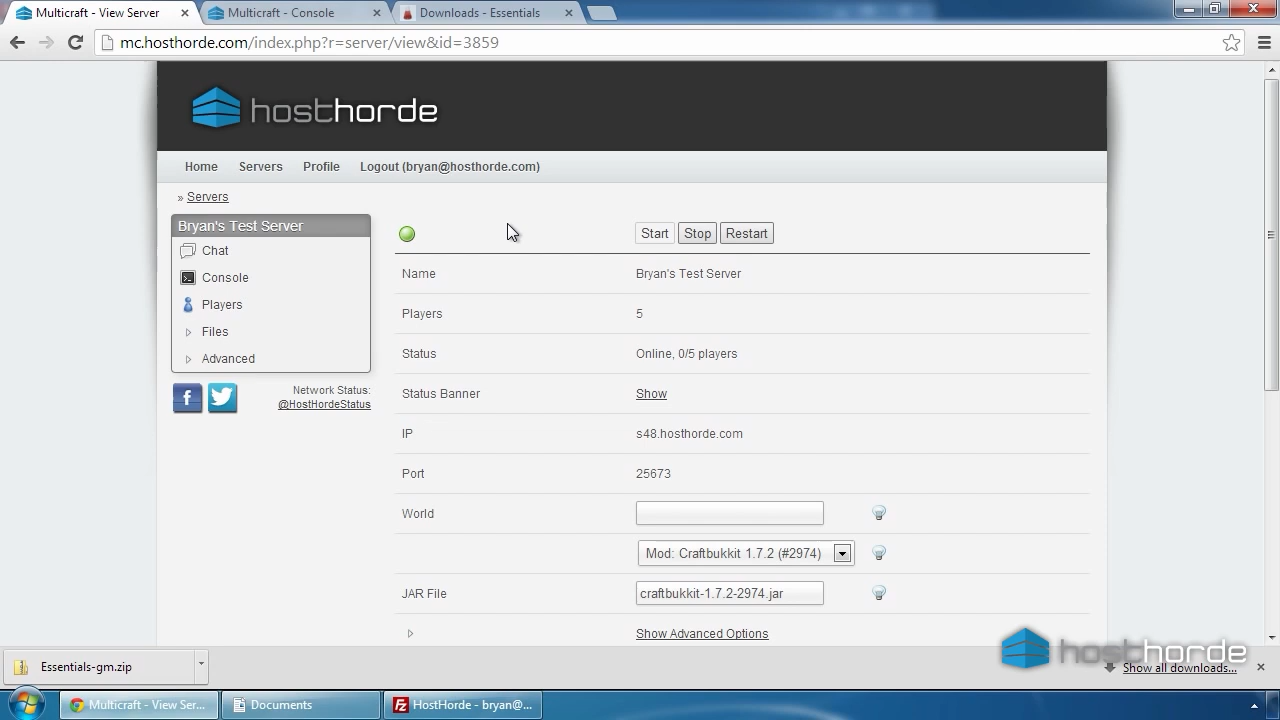 Multicraft - View Server
Multicraft - Console
Downloads - Essentials
mc.hosthorde.com/index.php?r=server/view&id=3859
hosthorde
Home Servers Profile Logout (bryan@hosthorde.com)
» Servers
Bryan's Test Server
Chat
Console
Players
Files
Advanced
Network Status:
@HostHordeStatus
Start Stop Restart
Name Bryan's Test Server
Players 5
Status Online, 0/5 players
Status Banner Show
IP s48.hosthorde.com
Port 25673
World
Mod: Craftbukkit 1.7.2 (#2974)
JAR File craftbukkit-1.7.2-2974.jar
Show Advanced Options
hosthorde
Essentials-gm.zip
Show all downloads...
Multicraft - View Ser...
Documents
HostHorde - bryan@...